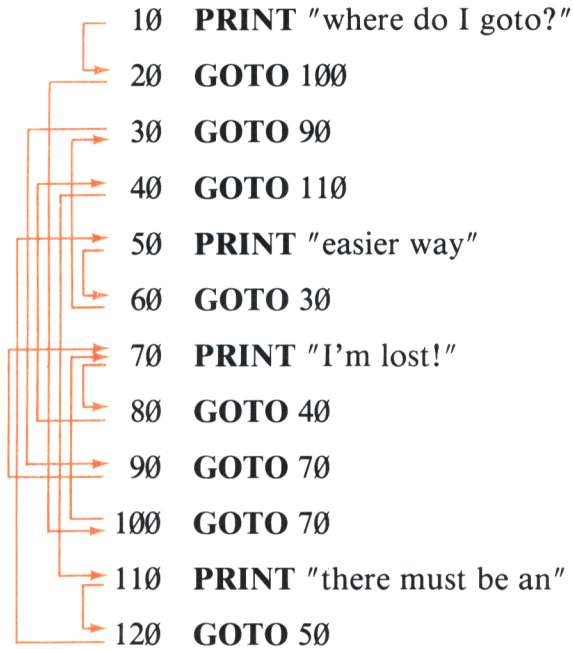 10 PRINT "where do I goto?"
20 GOTO 100
30 GOTO 90
40 GOTO 110
50 PRINT "easier way"
60 GOTO 30
70 PRINT "I'm lost!"
80 GOTO 40
90 GOTO 70
100 GOTO 70
110 PRINT "there must be an"
120 GOTO 50